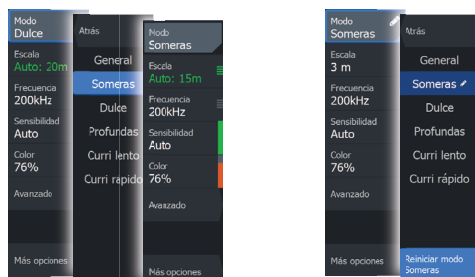 Modo
Dulce
Escala
Auto: 20m
Frecuencia
200kHz
Sensibilidad
Auto
Color
76%
Avanzado
Más opciones
Atrás
General
Someras
Dulce
Profundas
Curri lento
Curri rápido
Modo
Someras
Escala
Auto: 15m
Frecuencia
200kHz
Sensibilidad
Auto
Color
76%
Avanzado
Más opciones
Modo
Someras
Escala
3 m
Frecuencia
200kHz
Sensibilidad
Auto
Color
76%
Avanzado
Más opciones
Atrás
General
Someras
Dulce
Profundas
Curri lento
Curri rápido
Reiniciar modo
Someras